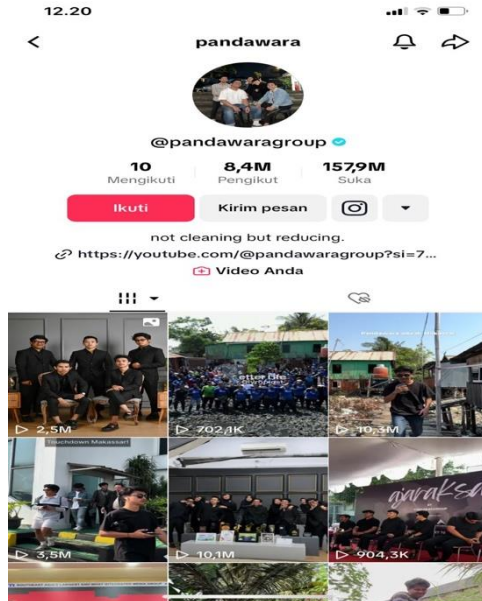 12.20
pandawara
@pandawaragroup
10 8,4M 157,9M
Mengikuti Pengikut Suka
Ikuti Kirim pesan
not cleaning but reducing.
https://youtube.com/@pandawaragroup?si=7...
Video Anda
2,5M
702,1K
10,3M
Touchdown Makassar!
3,5M
10,1M
904,3K